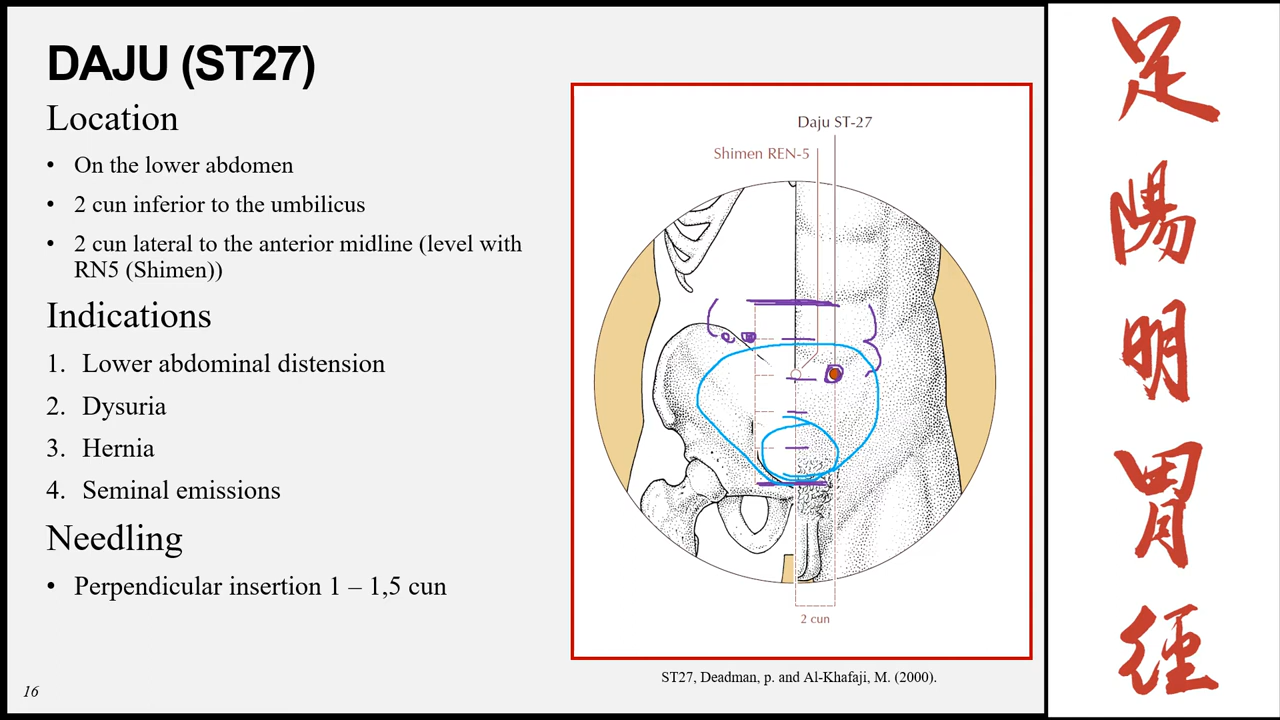 DAJU (ST27)
Location
• On the lower abdomen
• 2 cun inferior to the umbilicus
• 2 cun lateral to the anterior midline (level with
RN5 (Shimen))
Indications
1. Lower abdominal distension
2. Dysuria
3. Hernia
4. Seminal emissions
Needling
• Perpendicular insertion 1 – 1,5 cun
16
Daju ST-27
Shimen REN-5
2 cun
ST27, Deadman, p. and Al-Khafaji, M. (2000).
足
陽
明
胃
徑